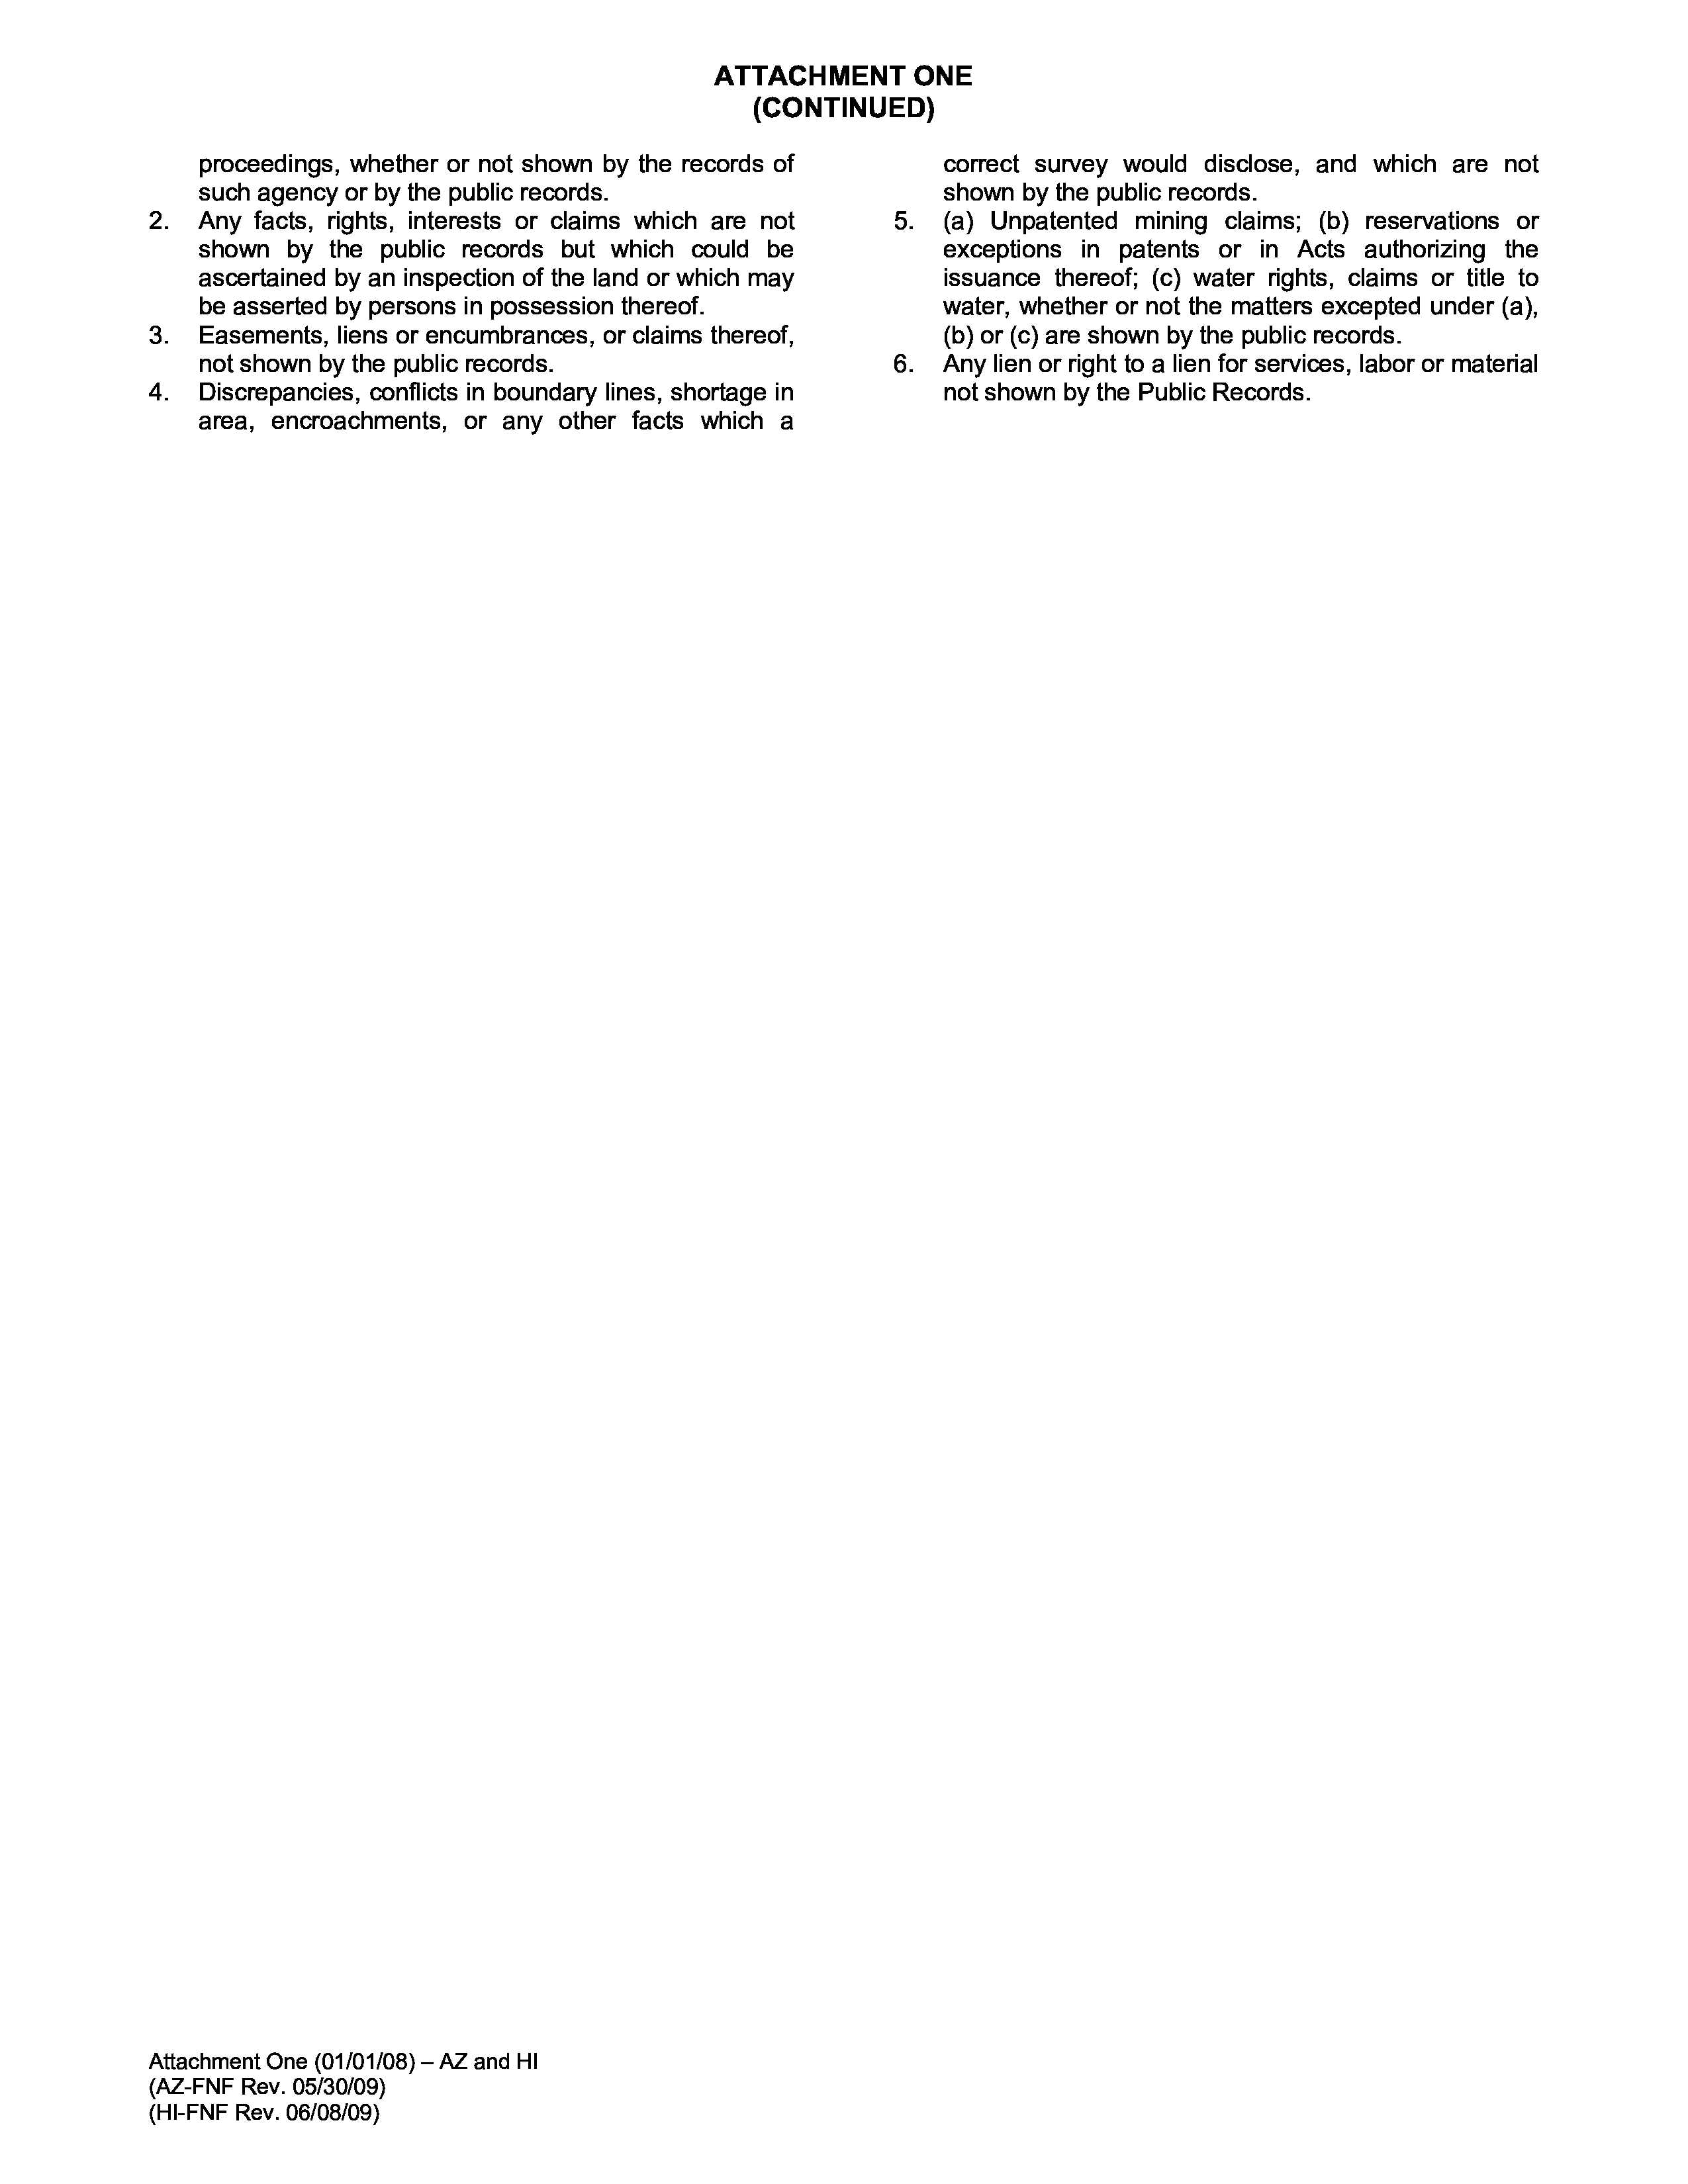 ATTACHMENT ONE
(CONTINUED)
proceedings, whether or not shown by the records of
such agency or by the public records.
2. Any facts, rights, interests or claims which are not
shown by the public records but which could be
ascertained by an inspection of the land or which may
be asserted by persons in possession thereof.
3. Easements, liens or encumbrances, or claims thereof,
not shown by the public records.
4. Discrepancies, conflicts in boundary lines, shortage in
area, encroachments, or any other facts which a
correct survey would disclose, and which are not
shown by the public records.
5. (a) Unpatented mining claims; (b) reservations or
exceptions in patents or in Acts authorizing the
issuance thereof; (c) water rights, claims or title to
water, whether or not the matters excepted under (a),
(b) or (c) are shown by the public records.
6. Any lien or right to a lien for services, labor or material
not shown by the Public Records.
Attachment One (01/01/08) – AZ and HI
(AZ-FNF Rev. 05/30/09)
(HI-FNF Rev. 06/08/09)